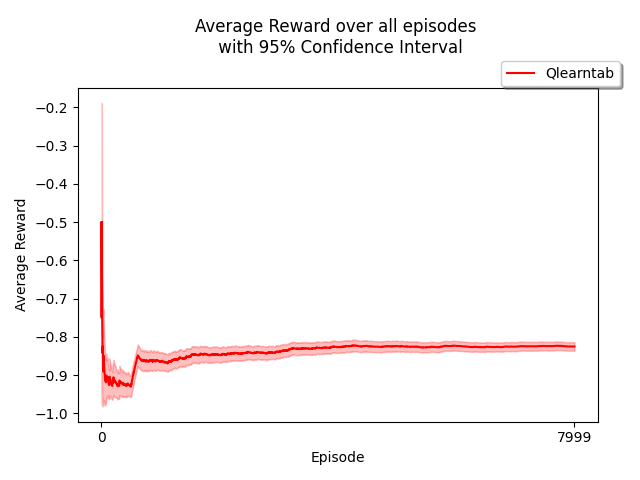 Average Reward over all episodes
with 95% Confidence Interval
Qlearntab
−0.2
−0.3
−0.4
−0.5
−0.6
−0.7
−0.8
−0.9
−1.0
Average Reward
0
7999
Episode